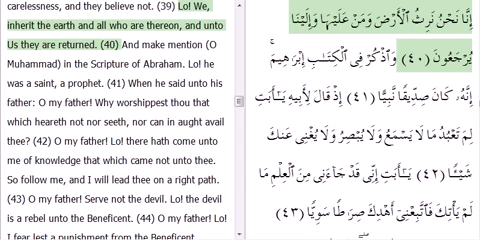 carelessness, and they believe not. (39) Lo! We,
inherit the earth and all who are thereon, and unto
Us they are returned. (40) And make mention (O
Muhammad) in the Scripture of Abraham. Lo! he
was a saint, a prophet. (41) When he said unto his
father: O my father! Why worshippest thou that
which heareth not nor seeth, nor can in aught avail
thee? (42) O my father! Lo! there hath come unto
me of knowledge that which came not unto thee.
So follow me, and I will lead thee on a right path.
(43) O my father! Serve not the devil. Lo! the devil
is a rebel unto the Beneficent. (44) O my father! Lo!
I fear lest a punishment from the Beneficent
إِنَّا نَحْنُ نَرِثُ ٱلْأَرْضَ وَمَنْ عَلَيْهَا وَإِلَيْنَا
يُرْجَعُونَ (٤٠) وَٱذْكُرْ فِى ٱلْكِتَـٰبِ إِبْرَٰهِيمَ ۚ
إِنَّهُۥ كَانَ صِدِّيقًا نَّبِيًّا (٤١) إِذْ قَالَ لِأَبِيهِ يَـٰٓأَبَتِ
لِمَ تَعْبُدُ مَا لَا يَسْمَعُ وَلَا يُبْصِرُ وَلَا يُغْنِى عَنكَ
شَيْـًٔا (٤٢) يَـٰٓأَبَتِ إِنِّى قَدْ جَآءَنِى مِنَ ٱلْعِلْمِ مَا
لَمْ يَأْتِكَ فَٱتَّبِعْنِىٓ أَهْدِكَ صِرَٰطًا سَوِيًّا (٤٣)